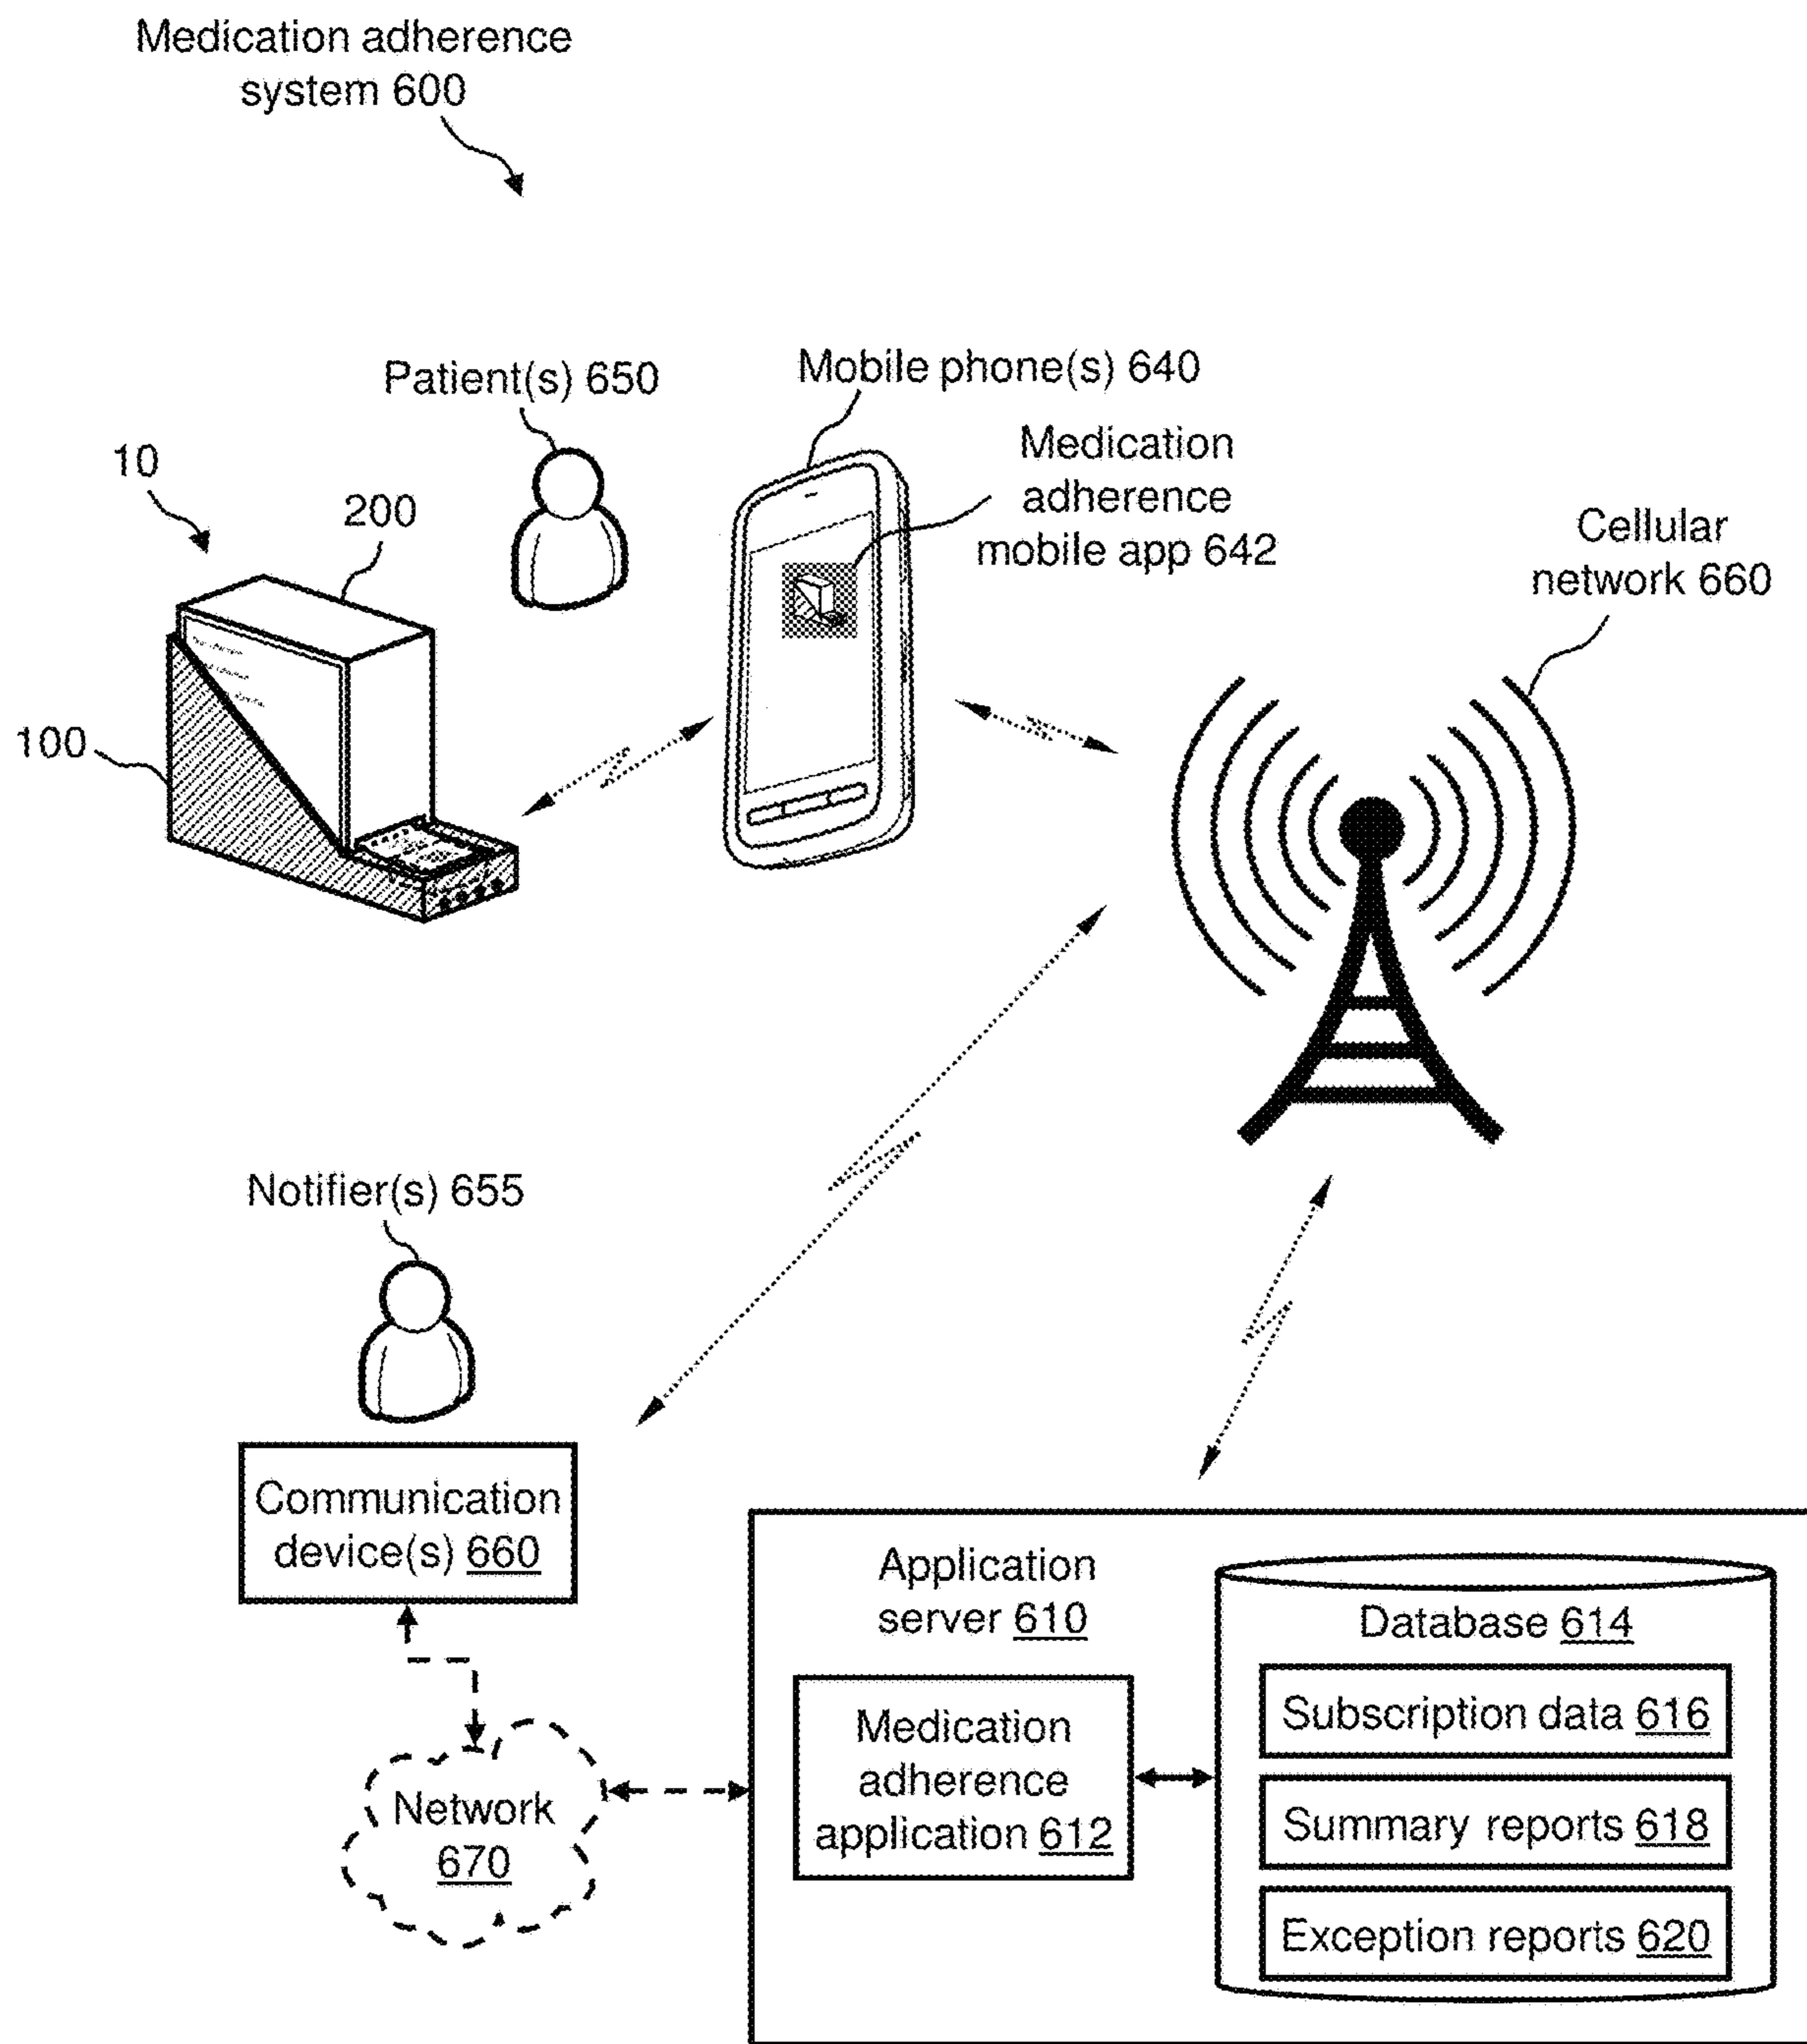 Medication adherence
system 600
Patient(s) 650
Mobile phone(s) 640
Medication
adherence
mobile app 642
10
200
Cellular
network 660
100
Notifier(s) 655
Communication
device(s) 660
Application
server 610
Database 614
Subscription data 616
Medication
adherence
application 612
Summary reports 618
Network
670
Exception reports 620